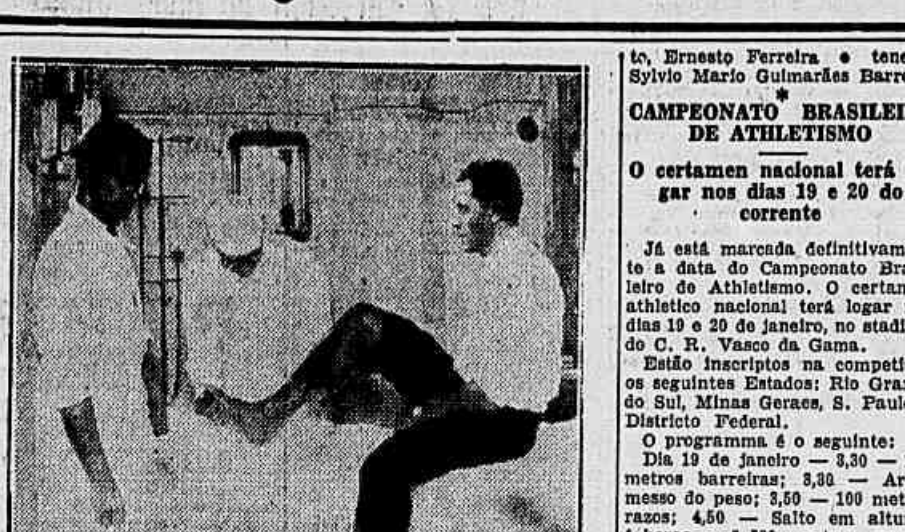 to, Ernesto Ferreira e tene
Sylvio Mario Guimarães Barre
*
CAMPEONATO BRASILEI
DE ATHLETISMO
O certamen nacional terá
gar nos dias 19 e 20 do
corrente
Já está marcada definitivam
te a data do Campeonato Bra
leiro de Athletismo. O certam
athletico nacional terá logar
dias 19 e 20 de janeiro, no stadi
do C. R. Vasco da Gama.
Estão inscriptos na competi
os seguintes Estados: Rio Gra
do Sul, Minas Geraes, S. Paul
Districto Federal.
O programma é o seguinte:
Dia 19 de janeiro — 3,30 —
metros barreiras; 3,30 — Ar
messo do peso; 3,50 — 100 met
razos; 4,50 — Salto em altu